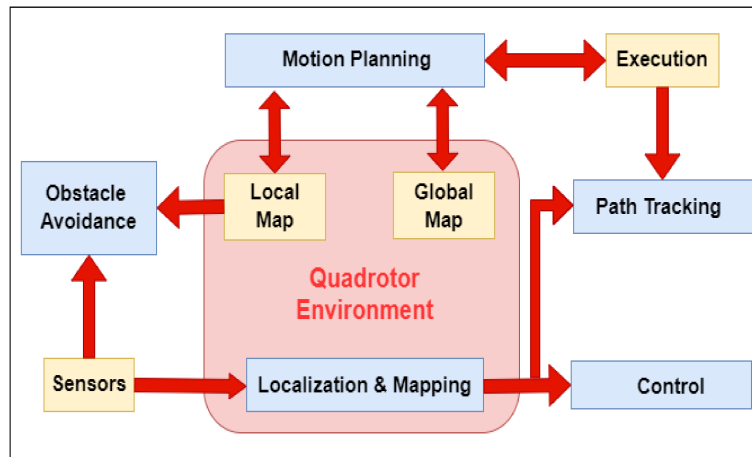 Motion Planning
Execution
Obstacle
Avoidance
Local
Map
Global
Map
Path Tracking
Quadrotor
Environment
Sensors
Localization & Mapping
Control